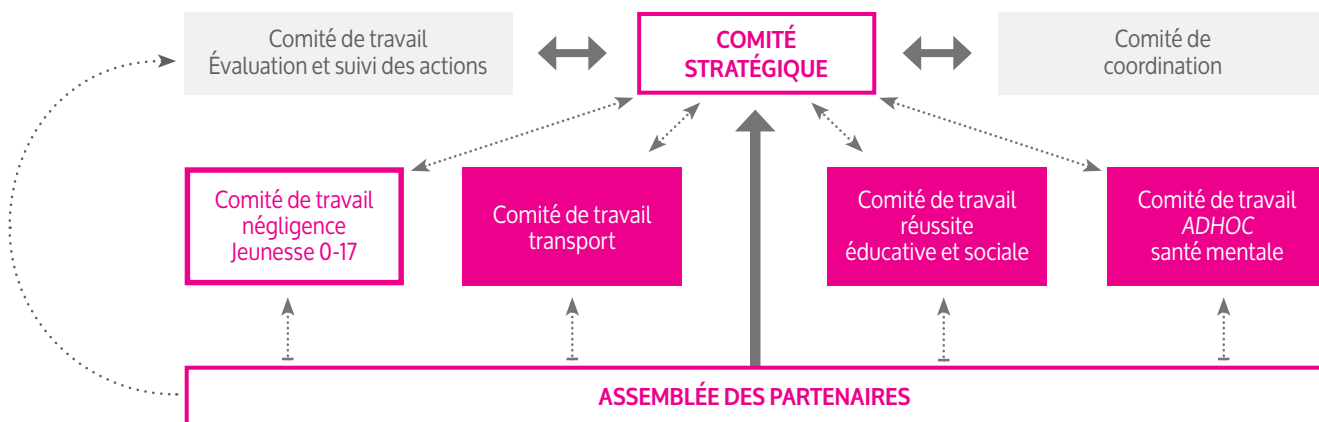 Comité de travail
Évaluation et suivi des actions
COMITÉ
STRATÉGIQUE
Comité de
coordination
Comité de travail
négligence
Jeunesse 0-17
Comité de travail
transport
Comité de travail
réussite
éducative et sociale
Comité de travail
ADHOC
santé mentale
ASSEMBLÉE DES PARTENAIRES